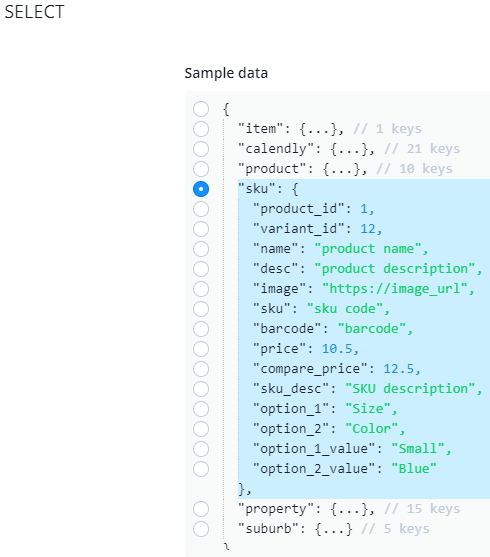 SELECT
Sample data
{
"item": {...}, // 1 keys
"calendly": {...}, // 21 keys
"product": {...}, // 10 keys
"sku": {
"product_id": 1,
"variant_id": 12,
"name": "product name",
"desc": "product description",
"image": "https://image_url",
"sku": "sku code",
"barcode": "barcode",
"price": 10.5,
"compare_price": 12.5,
"sku_desc": "SKU description",
"option_1": "Size",
"option_2": "Color",
"option_1_value": "Small",
"option_2_value": "Blue"
},
"property": {...}, // 15 keys
"suburb": {...} // 5 keys
}